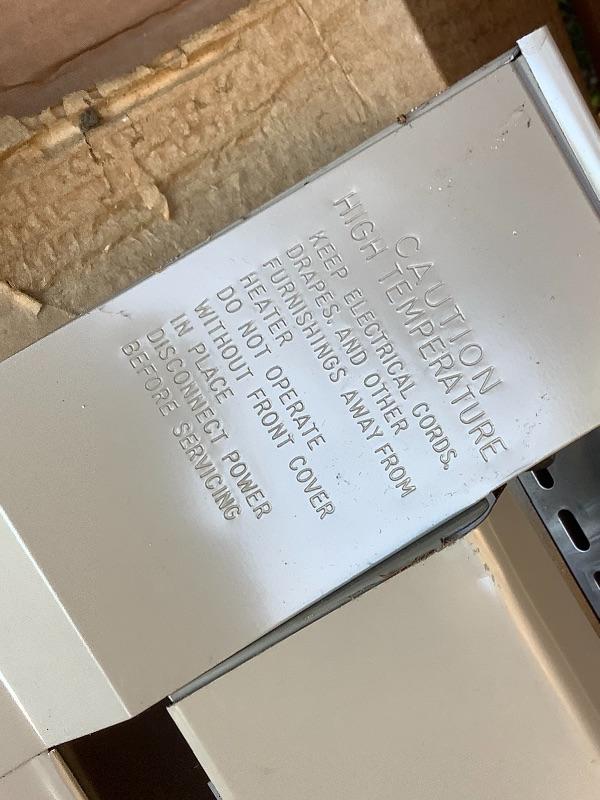 CAUTION
HIGH TEMPERATURE
KEEP ELECTRICAL CORDS,
DRAPES, AND OTHER
FURNISHINGS AWAY FROM
HEATER
DO NOT OPERATE
WITHOUT FRONT COVER
IN PLACE
DISCONNECT POWER
BEFORE SERVICING